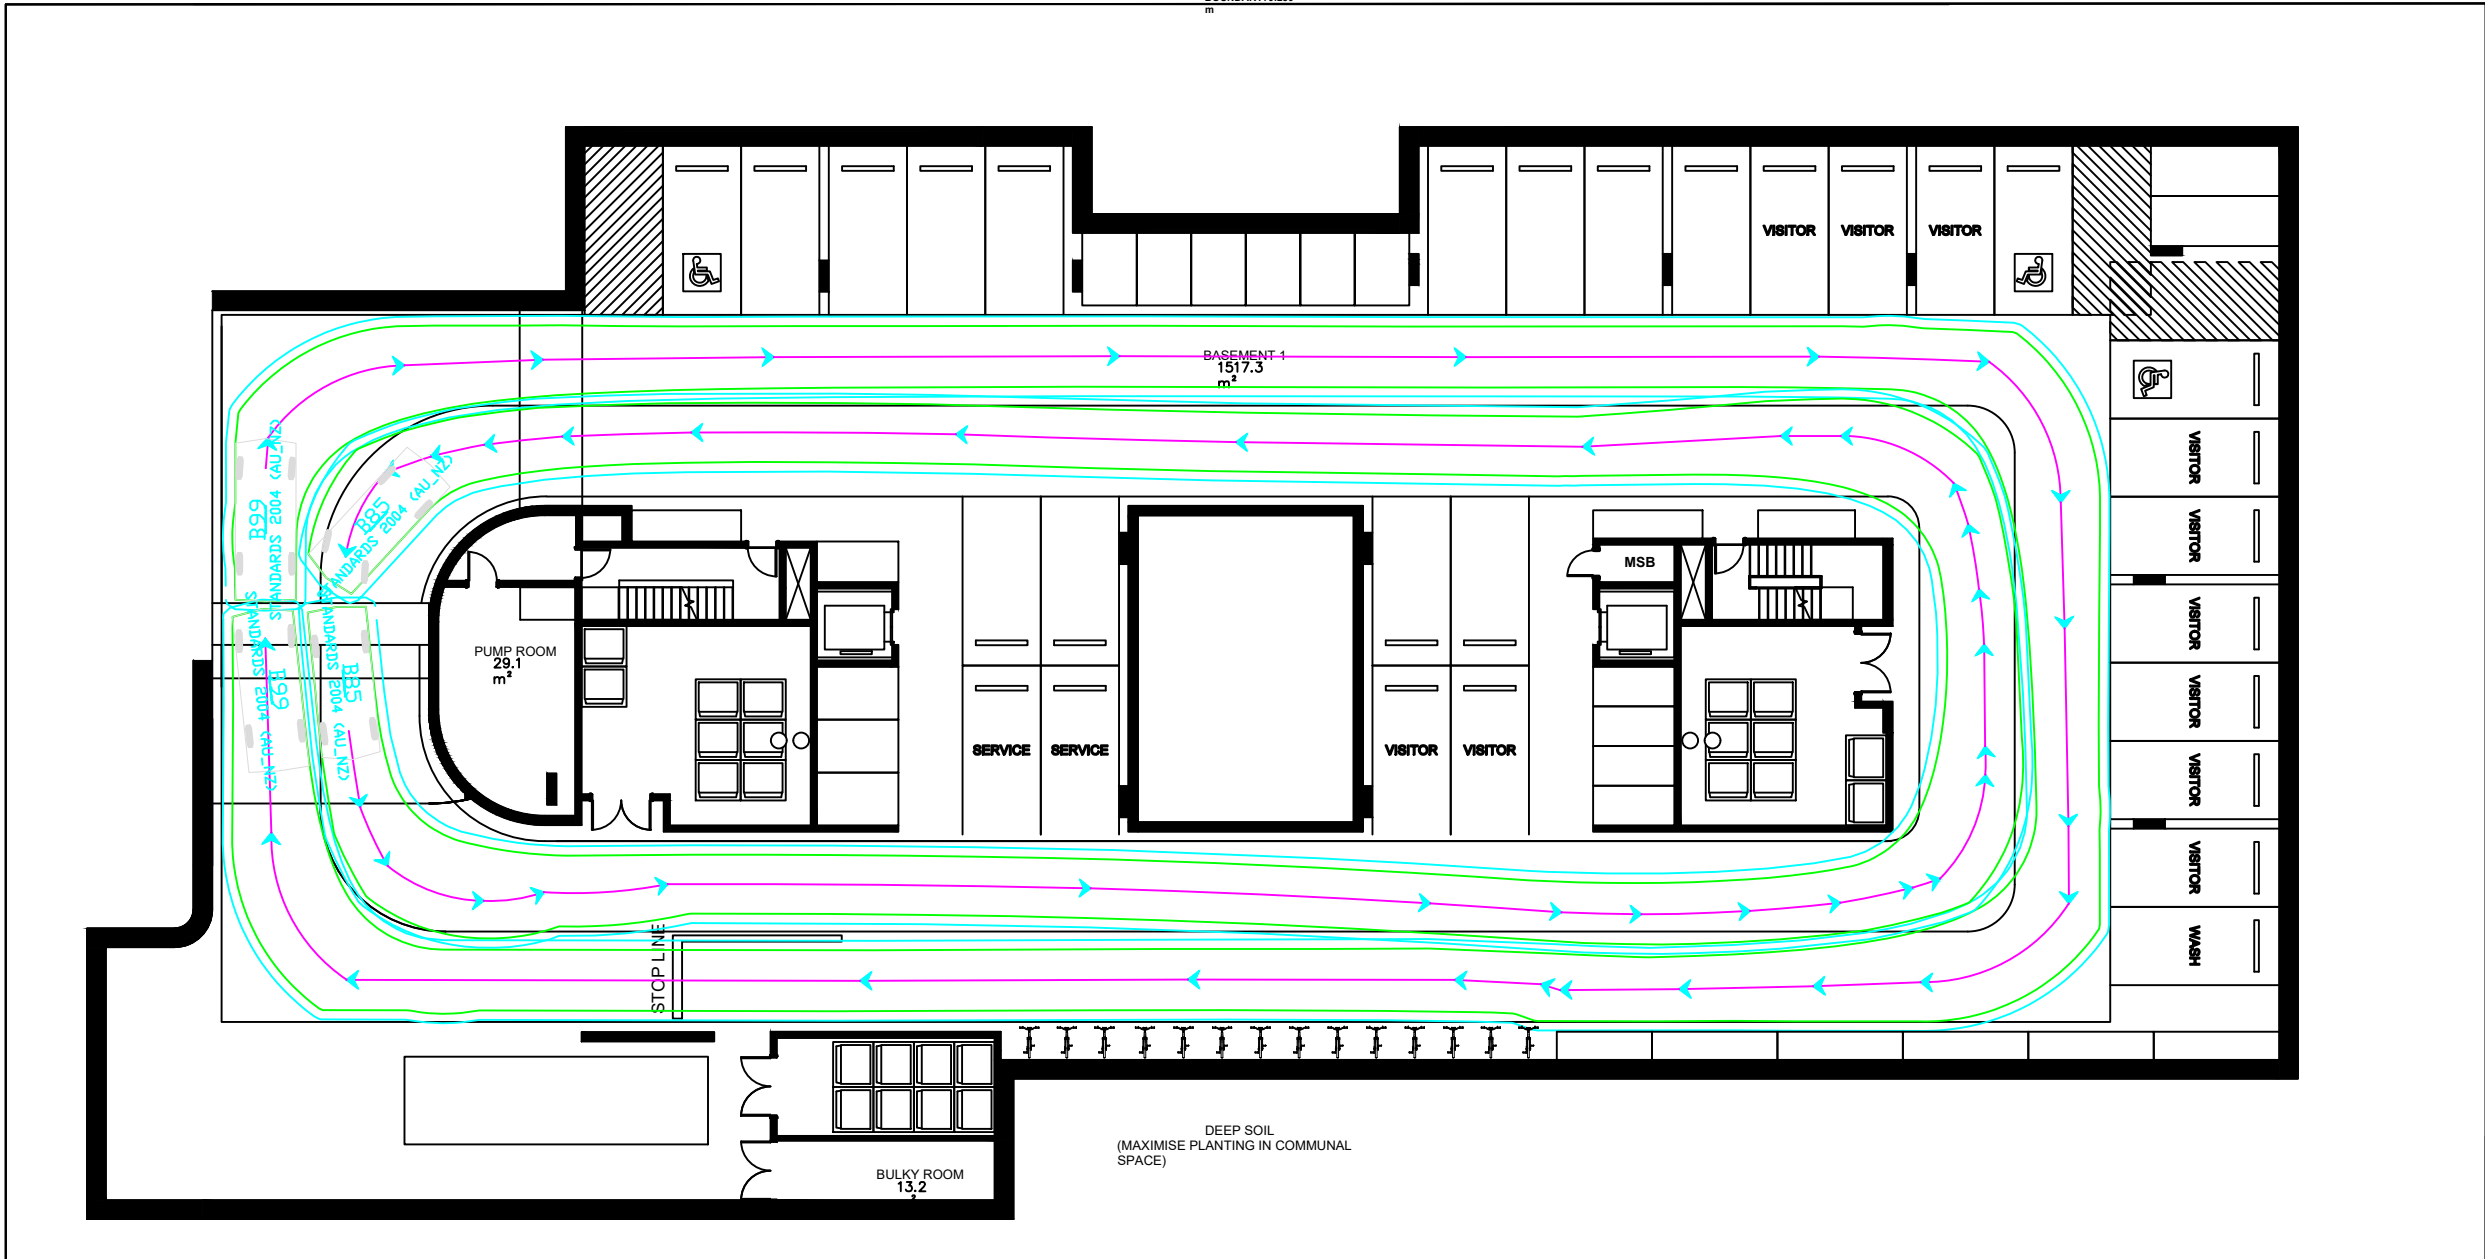 m
VISITOR
VISITOR
VISITOR
BASEMENT 1
1517.3
m²
STANDARDS 2004 (AU_NZ)
B99
B85
STANDARDS 2004 (AU_NZ)
VISITOR
VISITOR
VISITOR
VISITOR
VISITOR
VISITOR
WASH
MSB
PUMP ROOM
29.1
m²
STANDARDS 2004 (AU_NZ)
B99
STANDARDS 2004 (AU_NZ)
B85
SERVICE
SERVICE
VISITOR
VISITOR
STOP LINE
DEEP SOIL
(MAXIMISE PLANTING IN COMMUNAL
SPACE)
BULKY ROOM
13.2